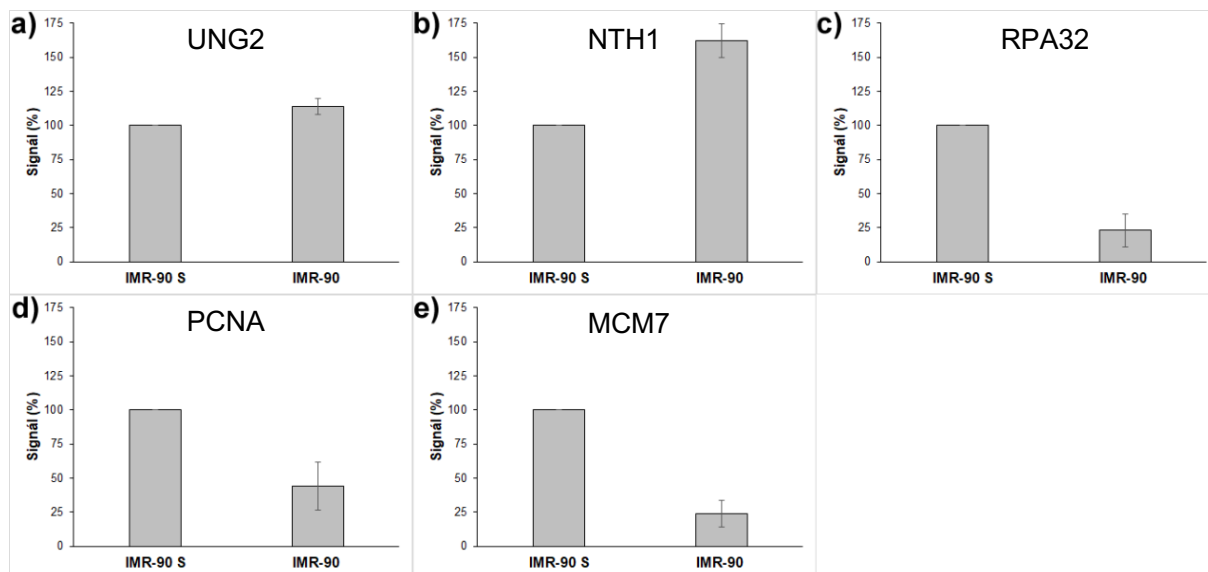 a)
UNG2
Signál (%)
175
150
125
100
75
50
25
0
IMR-90 S
IMR-90
b)
NTH1
Signál (%)
175
150
125
100
75
50
25
0
IMR-90 S
IMR-90
c)
RPA32
Signál (%)
175
150
125
100
75
50
25
0
IMR-90 S
IMR-90
d)
PCNA
Signál (%)
175
150
125
100
75
50
25
0
IMR-90 S
IMR-90
e)
MCM7
Signál (%)
175
150
125
100
75
50
25
0
IMR-90 S
IMR-90